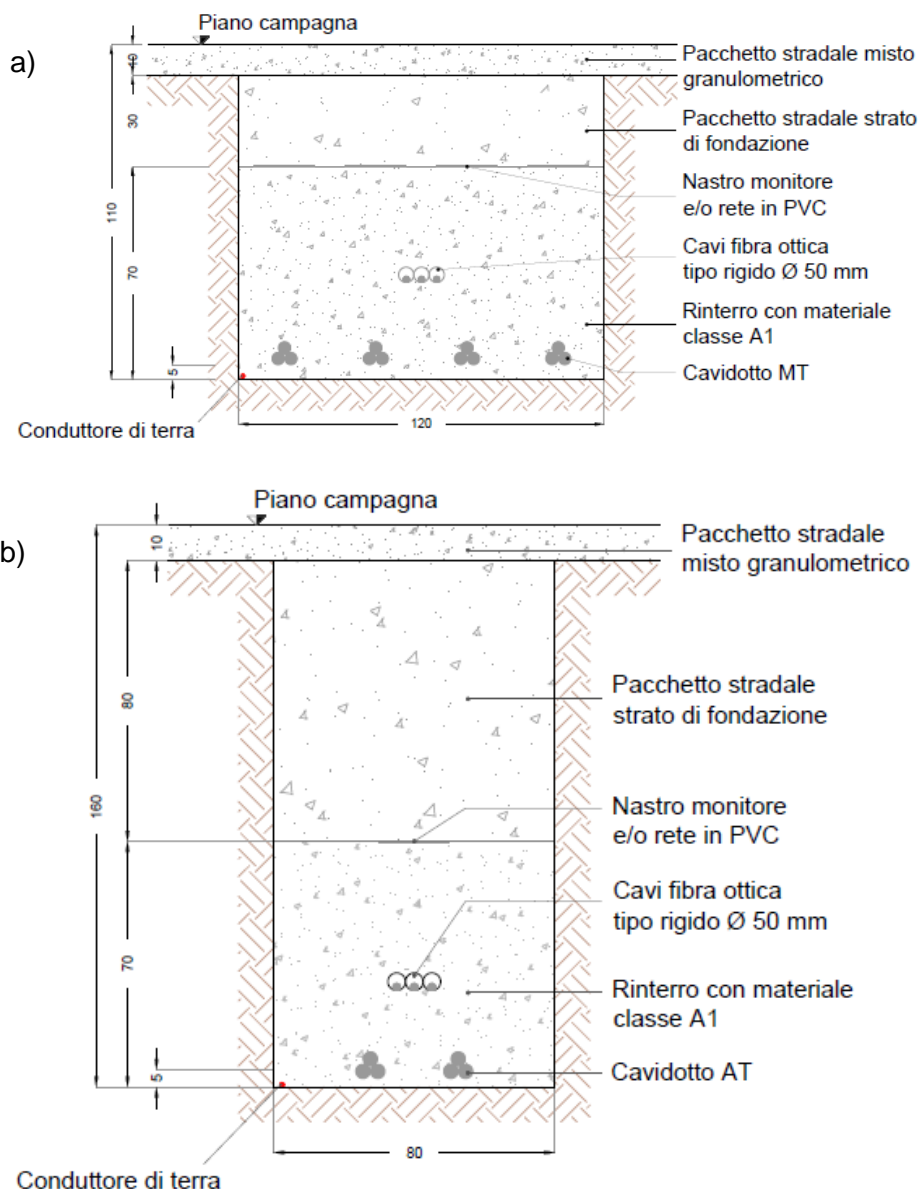 Piano campagna
a)
Pacchetto stradale misto
granulometrico
10
30
Pacchetto stradale strato
di fondazione
110
Nastro monitore
e/o rete in PVC
70
Cavi fibra ottica
tipo rigido Ø 50 mm
Rinterro con materiale
classe A1
5
Cavidotto MT
120
Conduttore di terra
Piano campagna
b)
10
Pacchetto stradale
misto granulometrico
80
Pacchetto stradale
strato di fondazione
160
Nastro monitore
e/o rete in PVC
70
Cavi fibra ottica
tipo rigido Ø 50 mm
Rinterro con materiale
classe A1
5
Cavidotto AT
80
Conduttore di terra